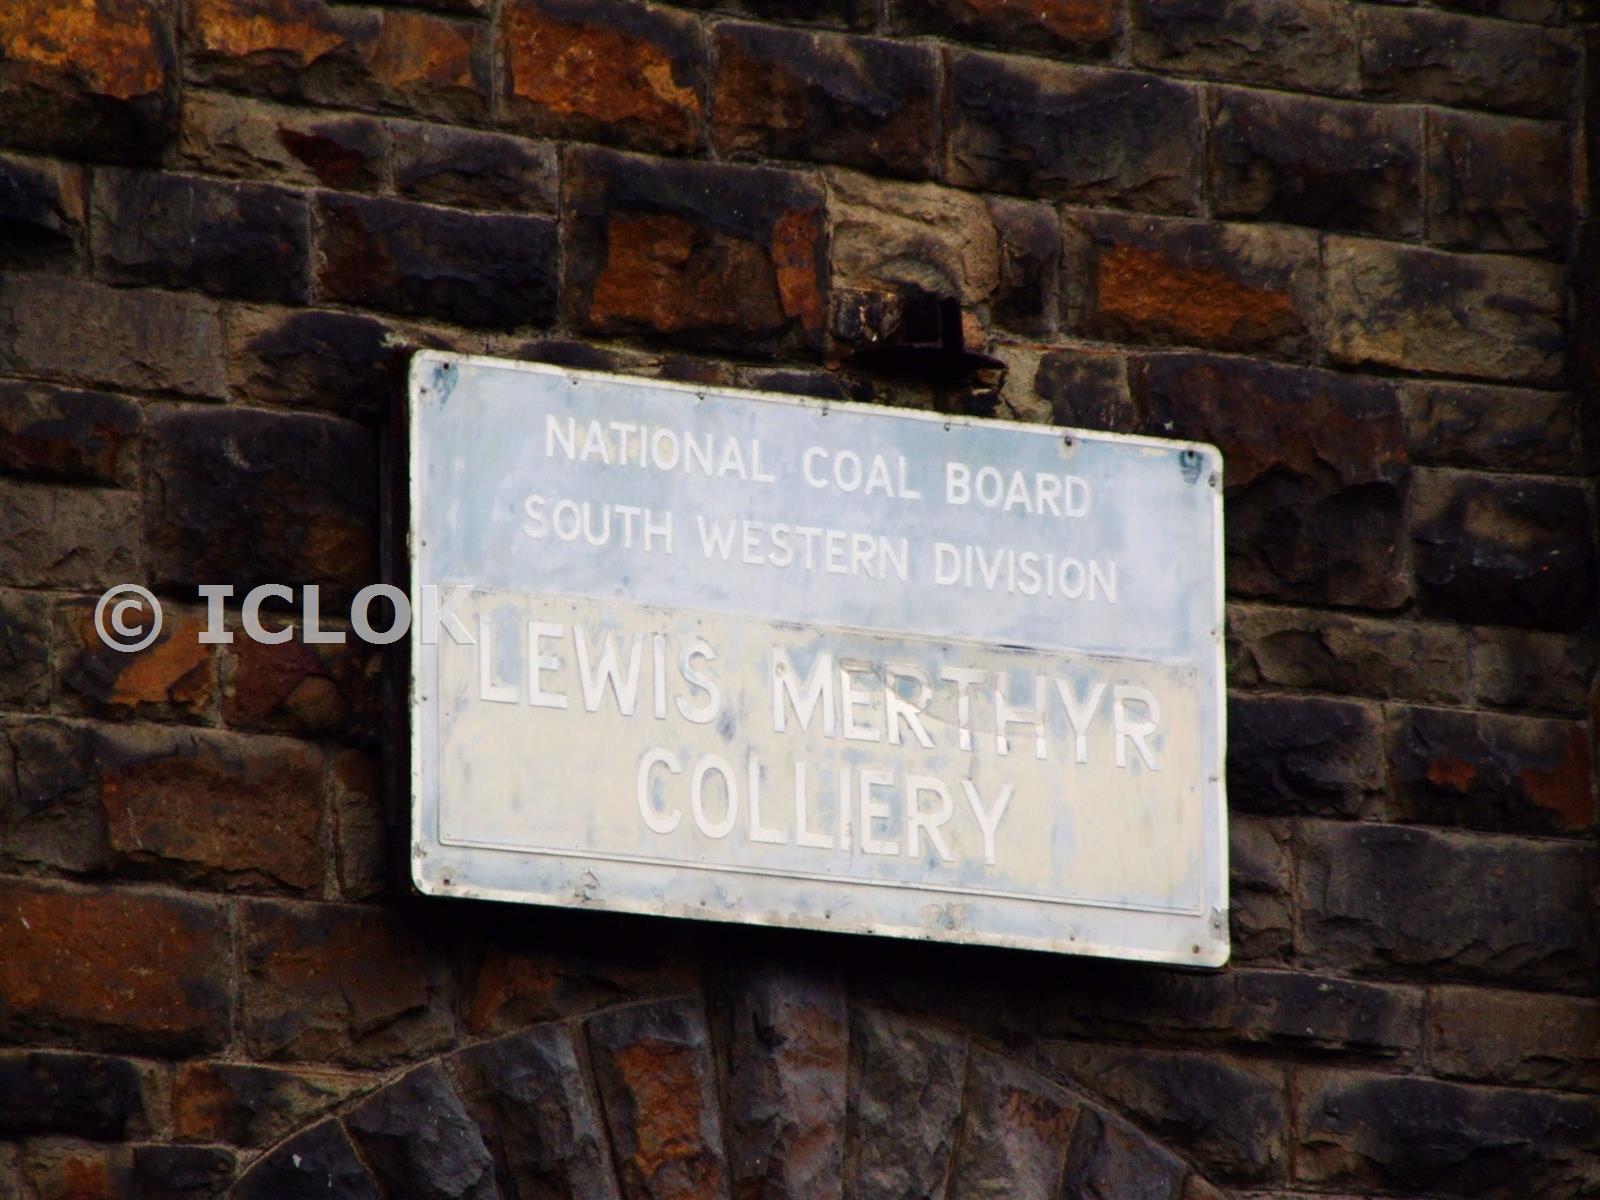 NATIONAL COAL BOARD
SOUTH WESTERN DIVISION
© ICLOK
LEWIS MERTHYR
COLLIERY